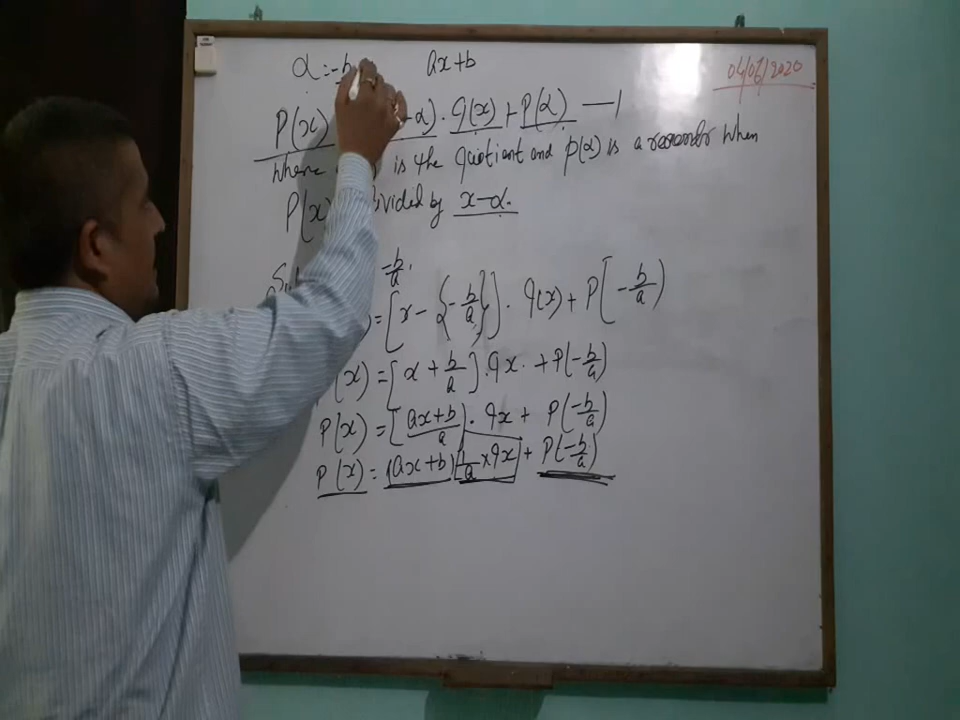 α = -b ax+b
04/06/2020
P(x) -α). q(x) + P(α) — 1
where is the quotient and p(α) is a when
P(x) divided by x-α.
-b/a
= [x - {-b/a}] . q(x) + P[-b/a)
(x) = [x + b/a] . qx . + P(-b/a)
P(x) = [ax+b/a) . qx + P(-b/a)
P(x) = (ax+b) [1/a × qx] + P(-b/a)